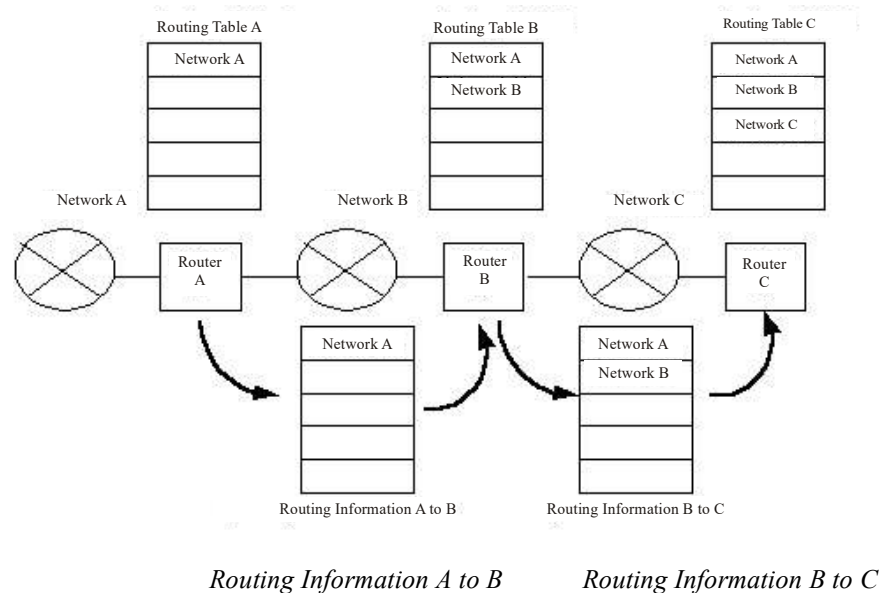 Routing Table A
Routing Table B
Routing Table C
Network A
Network A
Network B
Network A
Network B
Network C
Network A
Network B
Network C
Router
A
Router
B
Router
C
Network A
Network A
Network B
Routing Information A to B
Routing Information B to C
Routing Information A to B
Routing Information B to C